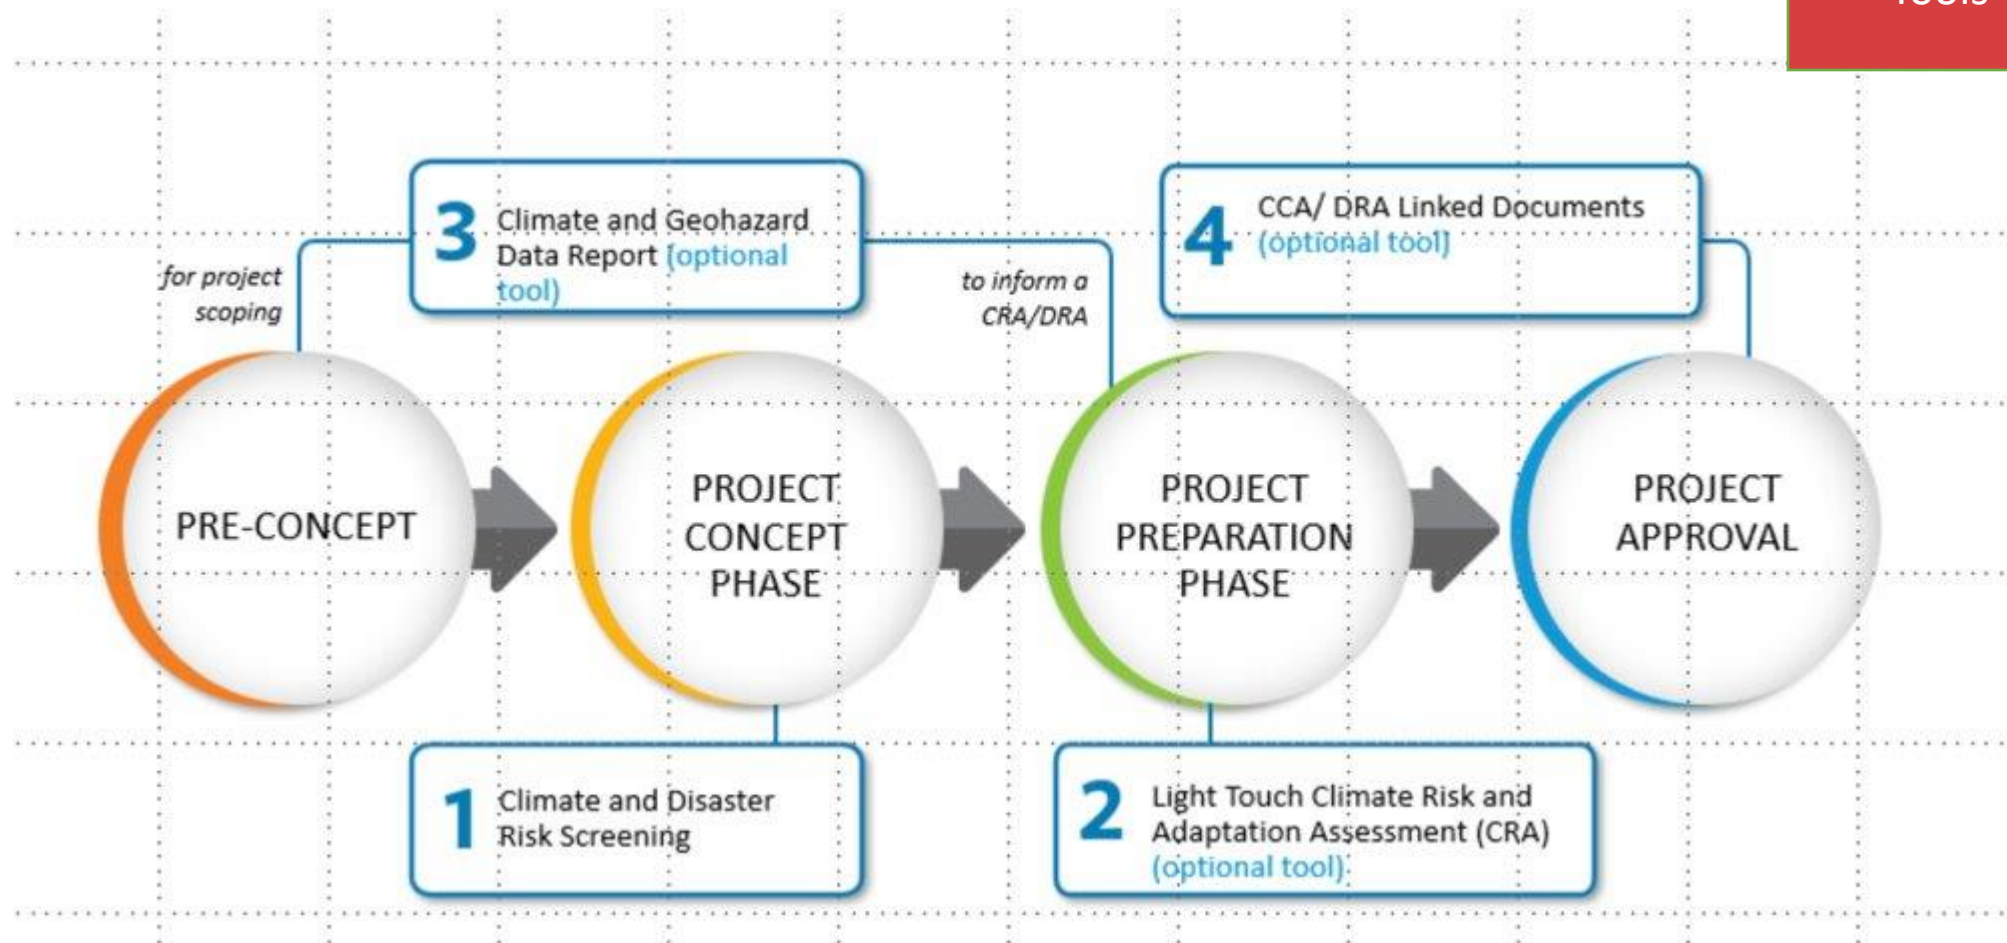 Tools
3
Climate and Geohazard
Data Report (optional
tool)
4
CCA/ DRA Linked Documents
(optional tool)
for project
scoping
to inform a
CRA/DRA
PRE-CONCEPT
PROJECT
CONCEPT
PHASE
PROJECT
PREPARATION
PHASE
PROJECT
APPROVAL
1
Climate and Disaster
Risk Screening
2
Light Touch Climate Risk and
Adaptation Assessment (CRA)
(optional tool)